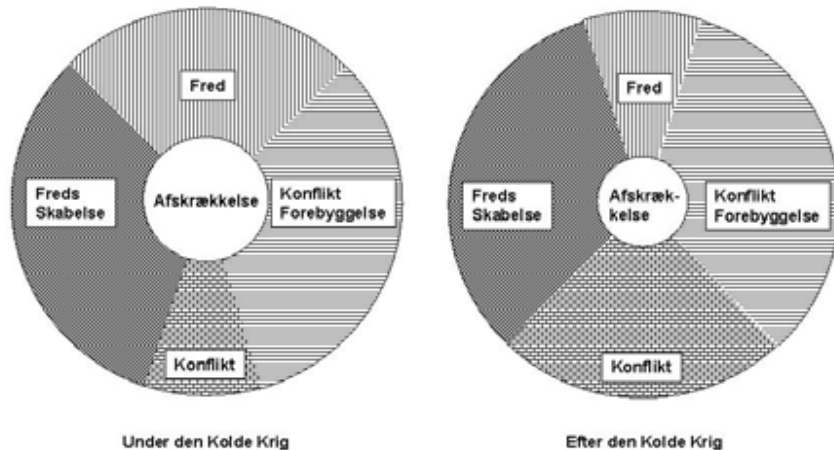 Fred
Freds
Skabelse
Afskrækkelse
Konflikt
Forebyggelse
Konflikt
Under den Kolde Krig
Fred
Freds
Skabelse
Afskræk-
kelse
Konflikt
Forebyggelse
Konflikt
Efter den Kolde Krig